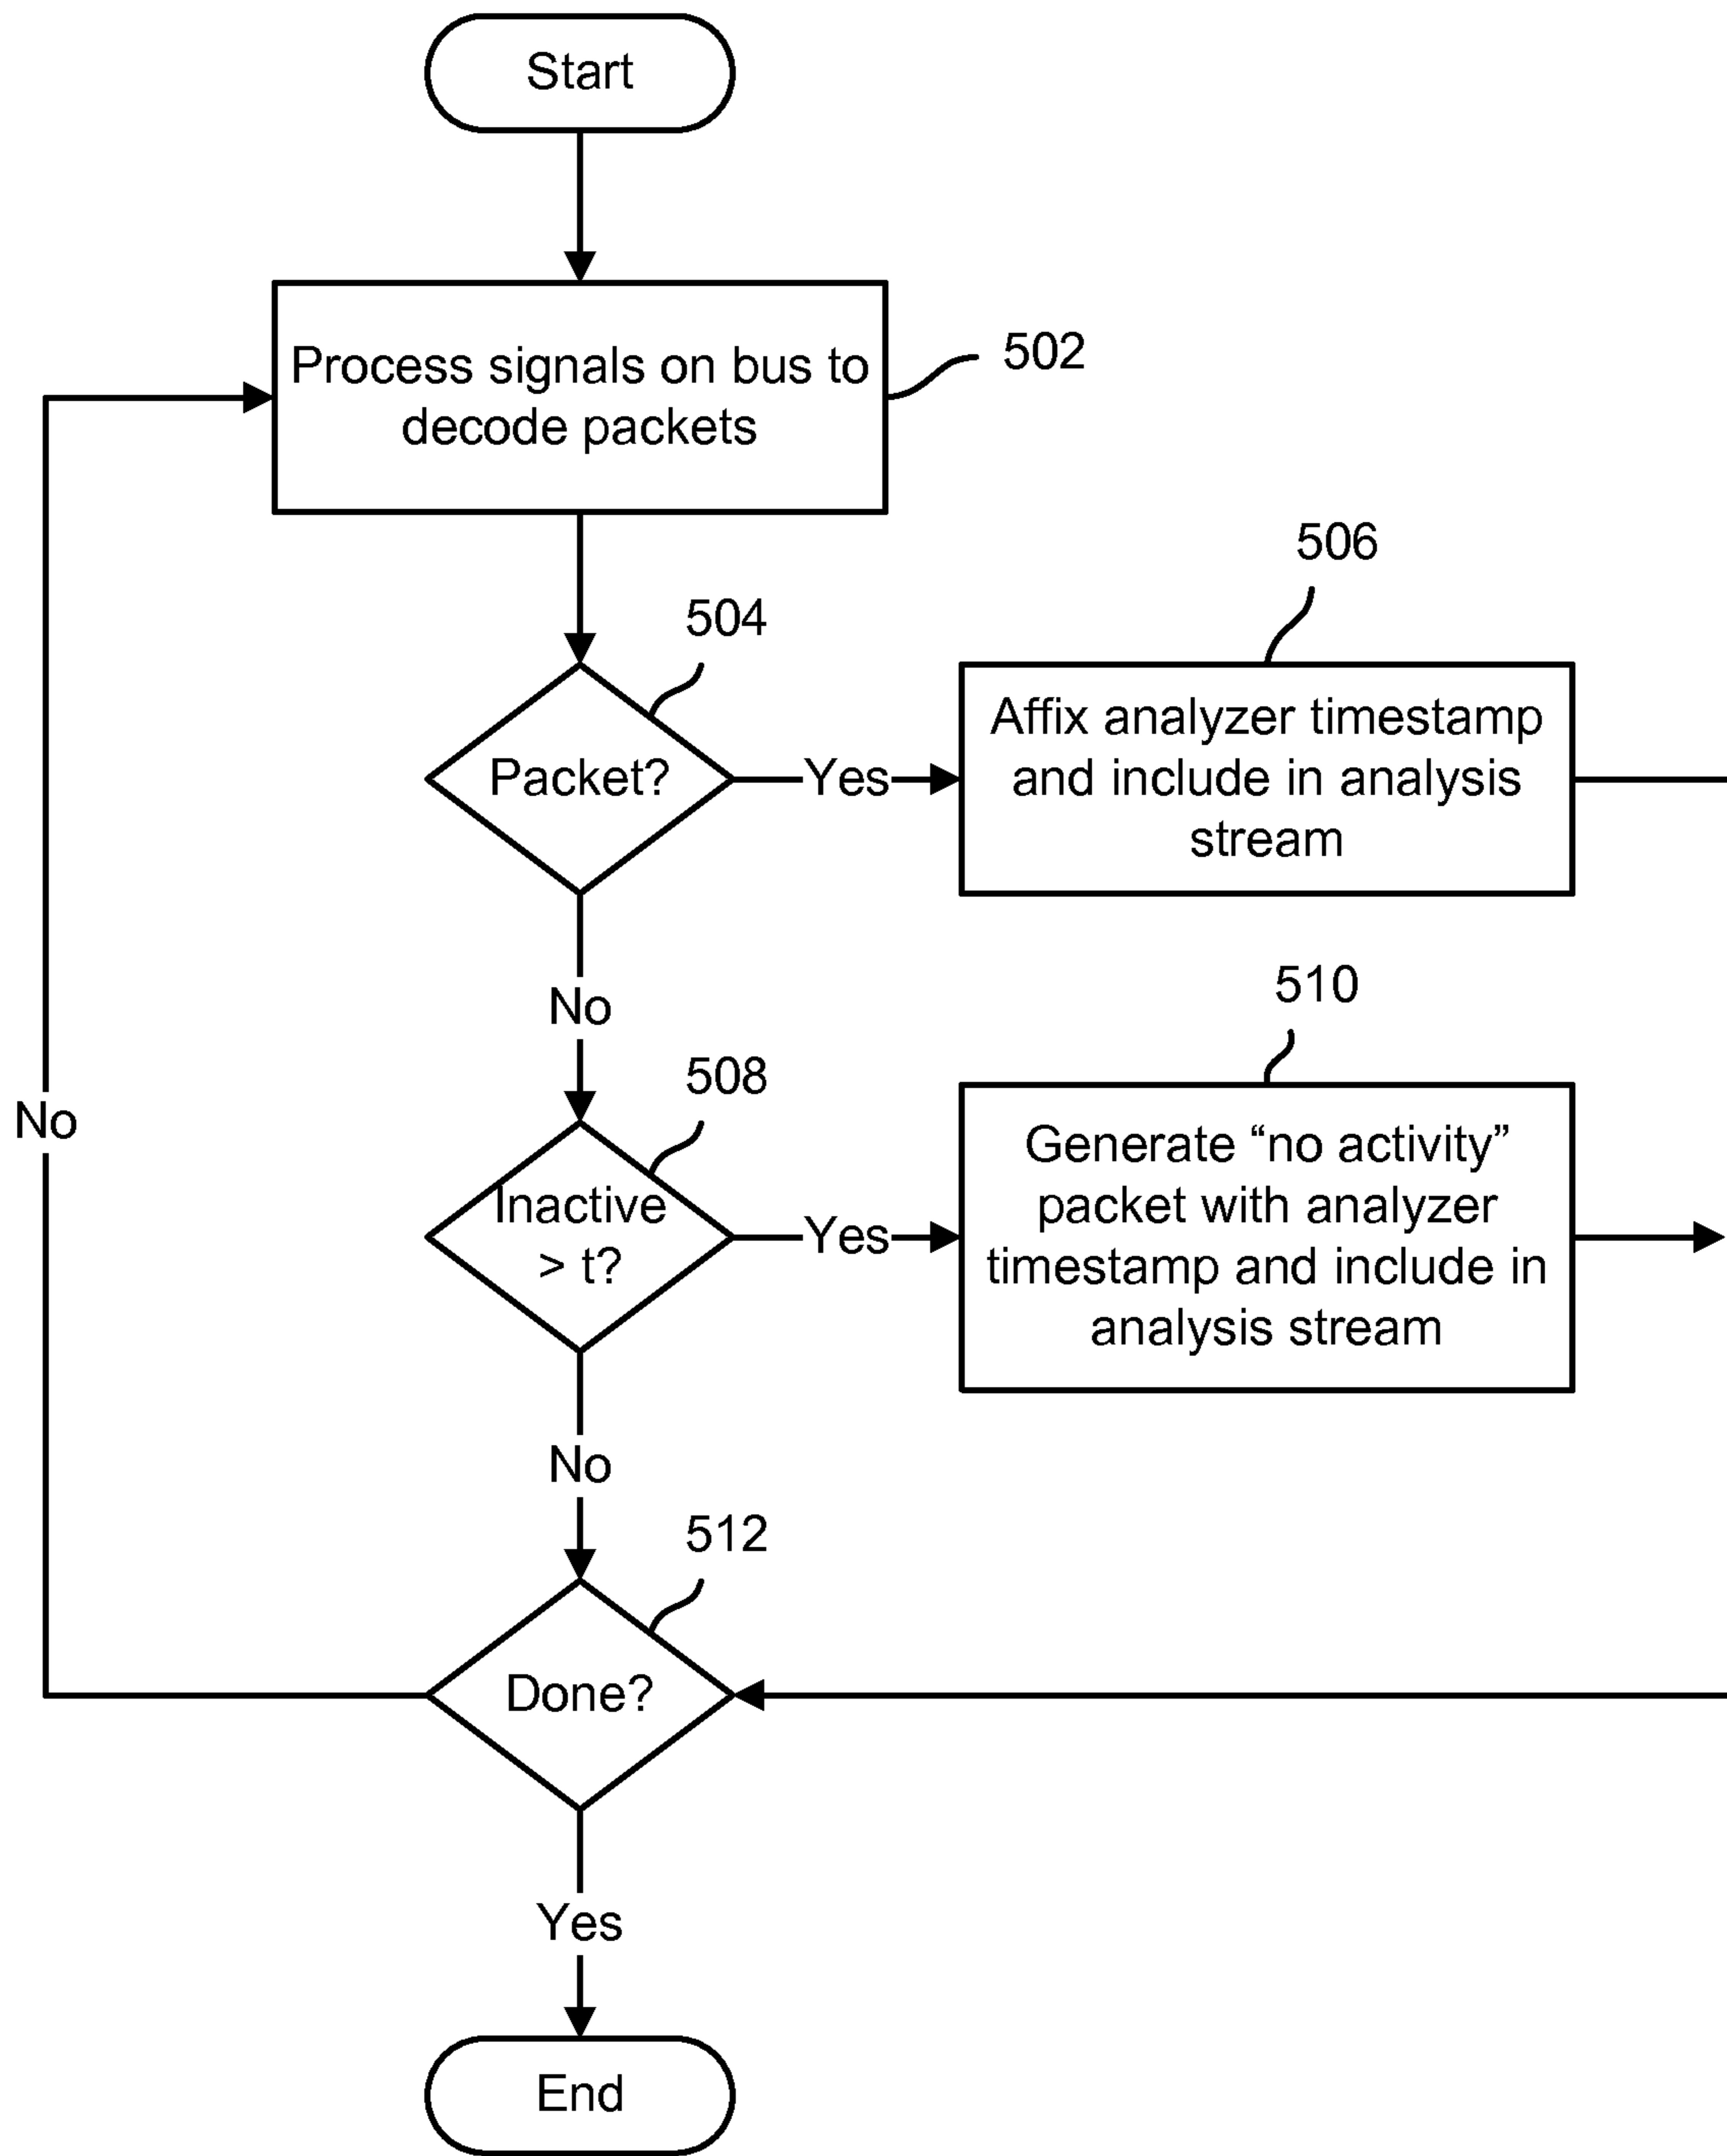 Start
Process signals on bus to
decode packets
502
504
Packet?
Yes
506
Affix analyzer timestamp
and include in analysis
stream
No
508
Inactive
> t?
Yes
510
Generate “no activity”
packet with analyzer
timestamp and include in
analysis stream
No
No
512
Done?
Yes
End